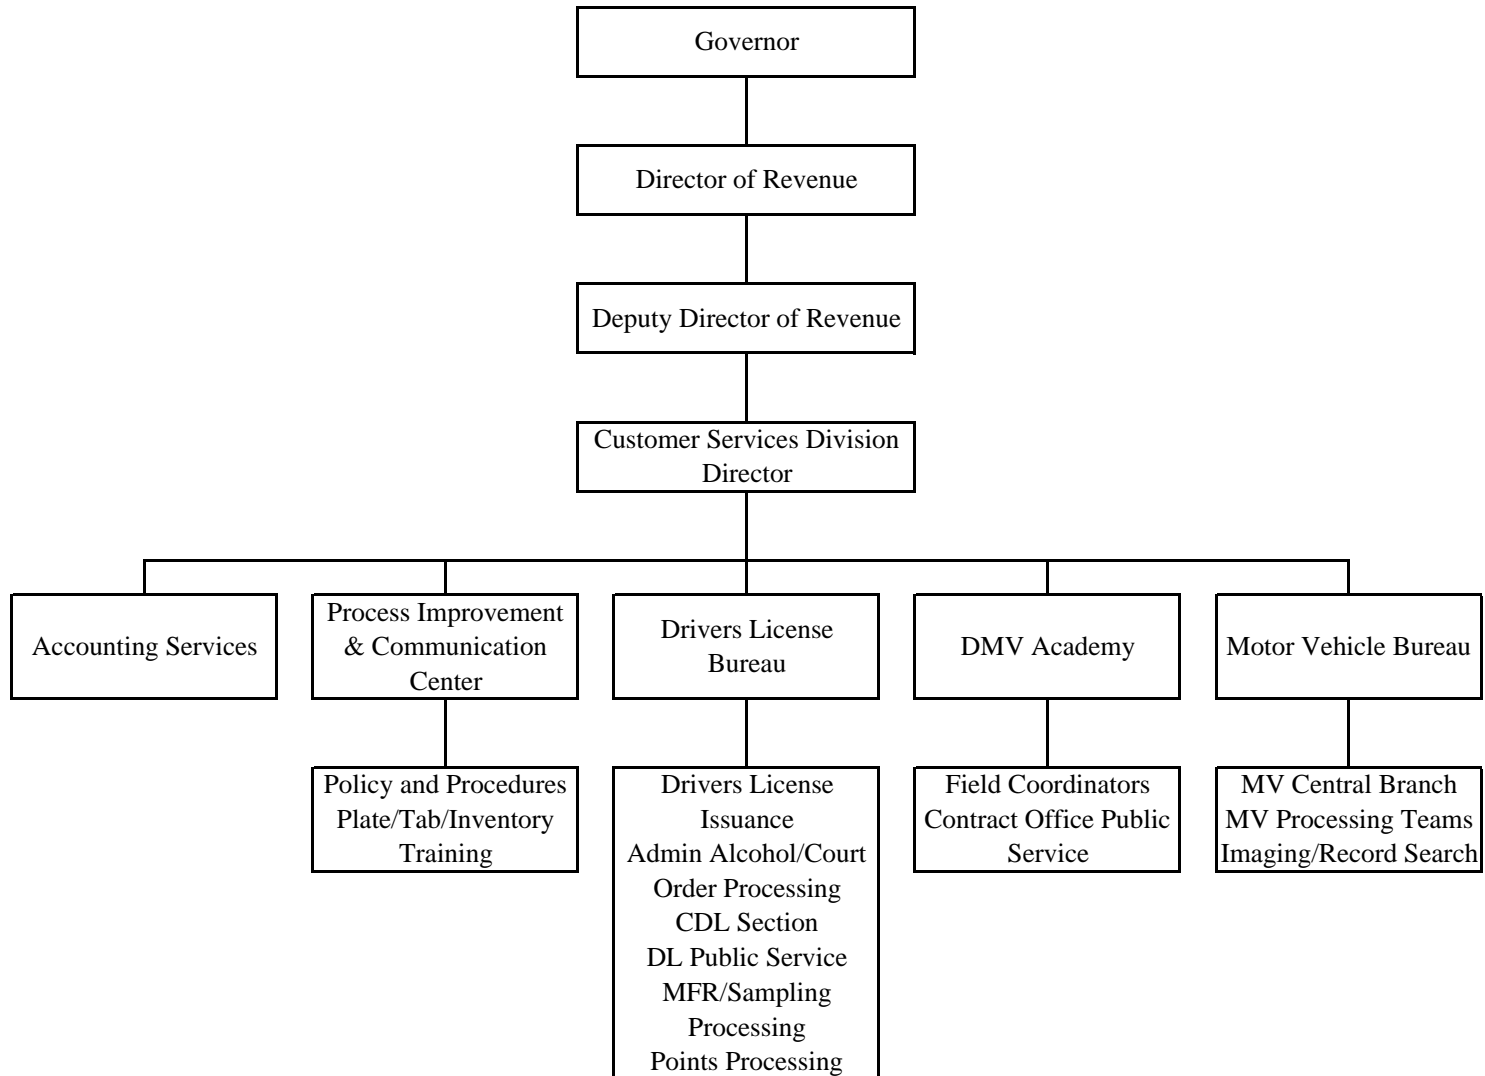 Governor
Director of Revenue
Deputy Director of Revenue
Customer Services Division
Director
Accounting Services
Process Improvement
& Communication
Center
Drivers License
Bureau
DMV Academy
Motor Vehicle Bureau
Policy and Procedures
Plate/Tab/Inventory
Training
Drivers License
Issuance
Admin Alcohol/Court
Order Processing
CDL Section
DL Public Service
MFR/Sampling
Processing
Points Processing
Field Coordinators
Contract Office Public
Service
MV Central Branch
MV Processing Teams
Imaging/Record Search